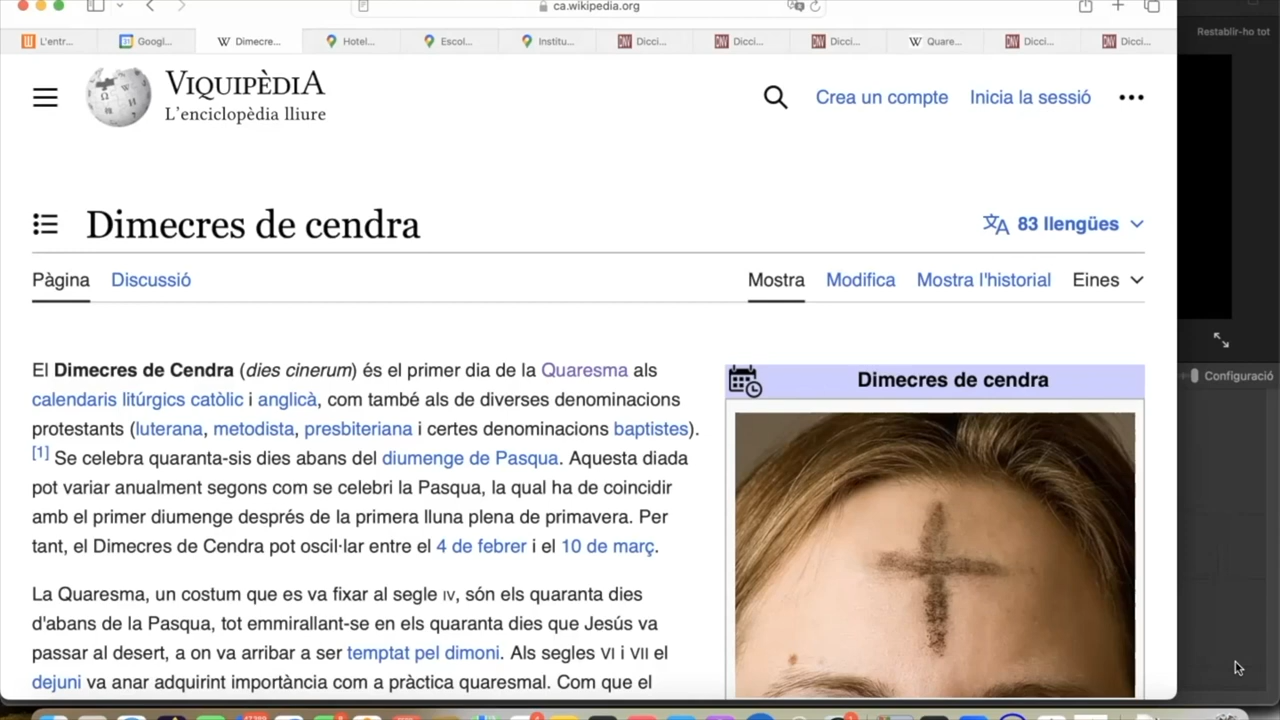 ca.wikipedia.org
L'entr...
Googl...
Dimecre...
Hotel...
Escol...
Institu...
DNV Dicci...
DNV Dicci...
DNV Dicci...
Quare...
DNV Dicci...
DNV Dicci...
Restablir-ho tot
VIQUIPÈDIA
L'enciclopèdia lliure
Crea un compte
Inicia la sessió
Dimecres de cendra
83 llengües
Pàgina
Discussió
Mostra
Modifica
Mostra l'historial
Eines
Configuració
El Dimecres de Cendra (dies cinerum) és el primer dia de la Quaresma als
calendaris litúrgics catòlic i anglicà, com també als de diverses denominacions
protestants (luterana, metodista, presbiteriana i certes denominacions baptistes).
[1] Se celebra quaranta-sis dies abans del diumenge de Pasqua. Aquesta diada
pot variar anualment segons com se celebri la Pasqua, la qual ha de coincidir
amb el primer diumenge després de la primera lluna plena de primavera. Per
tant, el Dimecres de Cendra pot oscil·lar entre el 4 de febrer i el 10 de març.
La Quaresma, un costum que es va fixar al segle IV, són els quaranta dies
d'abans de la Pasqua, tot emmirallant-se en els quaranta dies que Jesús va
passar al desert, a on va arribar a ser temptat pel dimoni. Als segles VI i VII el
dejuni va anar adquirint importància com a pràctica quaresmal. Com que el
Dimecres de cendra